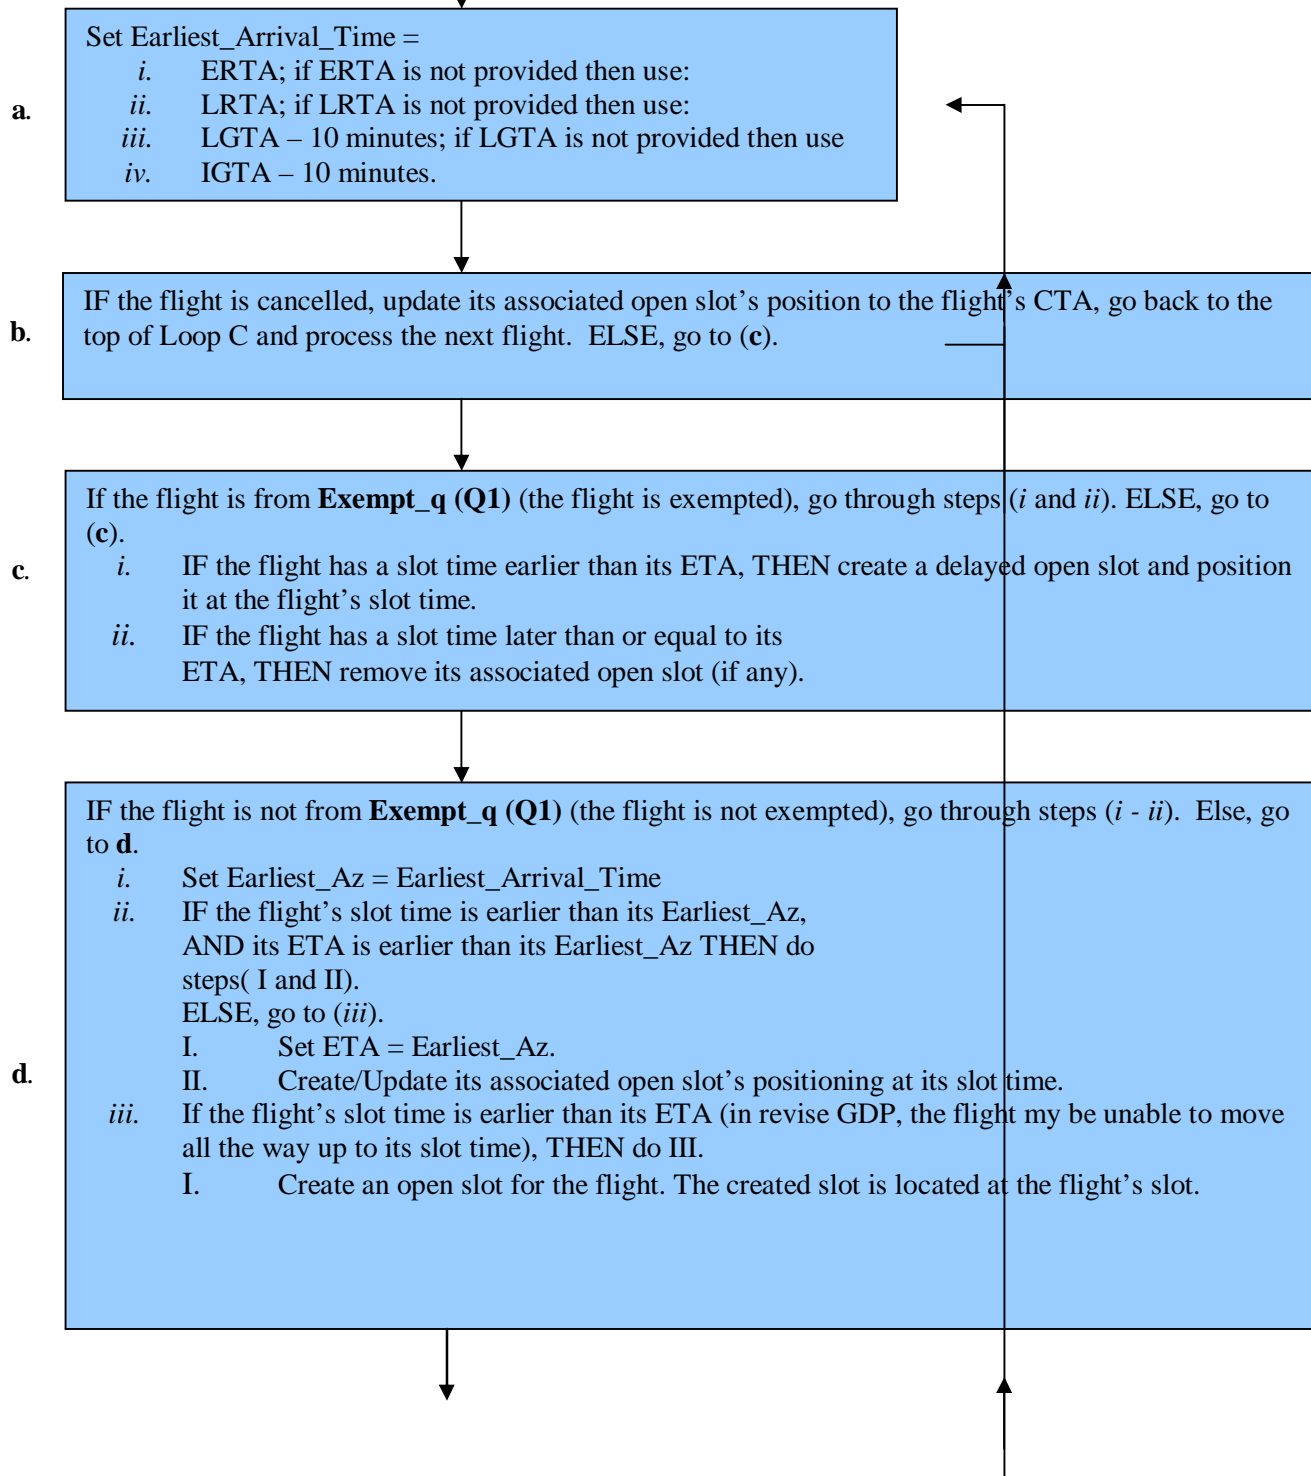 Set Earliest_Arrival_Time =
i. ERTA; if ERTA is not provided then use:
ii. LRTA; if LRTA is not provided then use:
a. iii. LGTA – 10 minutes; if LGTA is not provided then use
iv. IGTA – 10 minutes.
IF the flight is cancelled, update its associated open slot's position to the flight's CTA, go back to the
b. top of Loop C and process the next flight. ELSE, go to (c).
If the flight is from Exempt_q (Q1) (the flight is exempted), go through steps (i and ii). ELSE, go to
(c).
c. i. IF the flight has a slot time earlier than its ETA, THEN create a delayed open slot and position
it at the flight's slot time.
ii. IF the flight has a slot time later than or equal to its
ETA, THEN remove its associated open slot (if any).
IF the flight is not from Exempt_q (Q1) (the flight is not exempted), go through steps (i - ii). Else, go
to d.
i. Set Earliest_Az = Earliest_Arrival_Time
ii. IF the flight's slot time is earlier than its Earliest_Az,
AND its ETA is earlier than its Earliest_Az THEN do
steps( I and II).
ELSE, go to (iii).
I. Set ETA = Earliest_Az.
d. II. Create/Update its associated open slot's positioning at its slot time.
iii. If the flight's slot time is earlier than its ETA (in revise GDP, the flight my be unable to move
all the way up to its slot time), THEN do III.
I. Create an open slot for the flight. The created slot is located at the flight's slot.